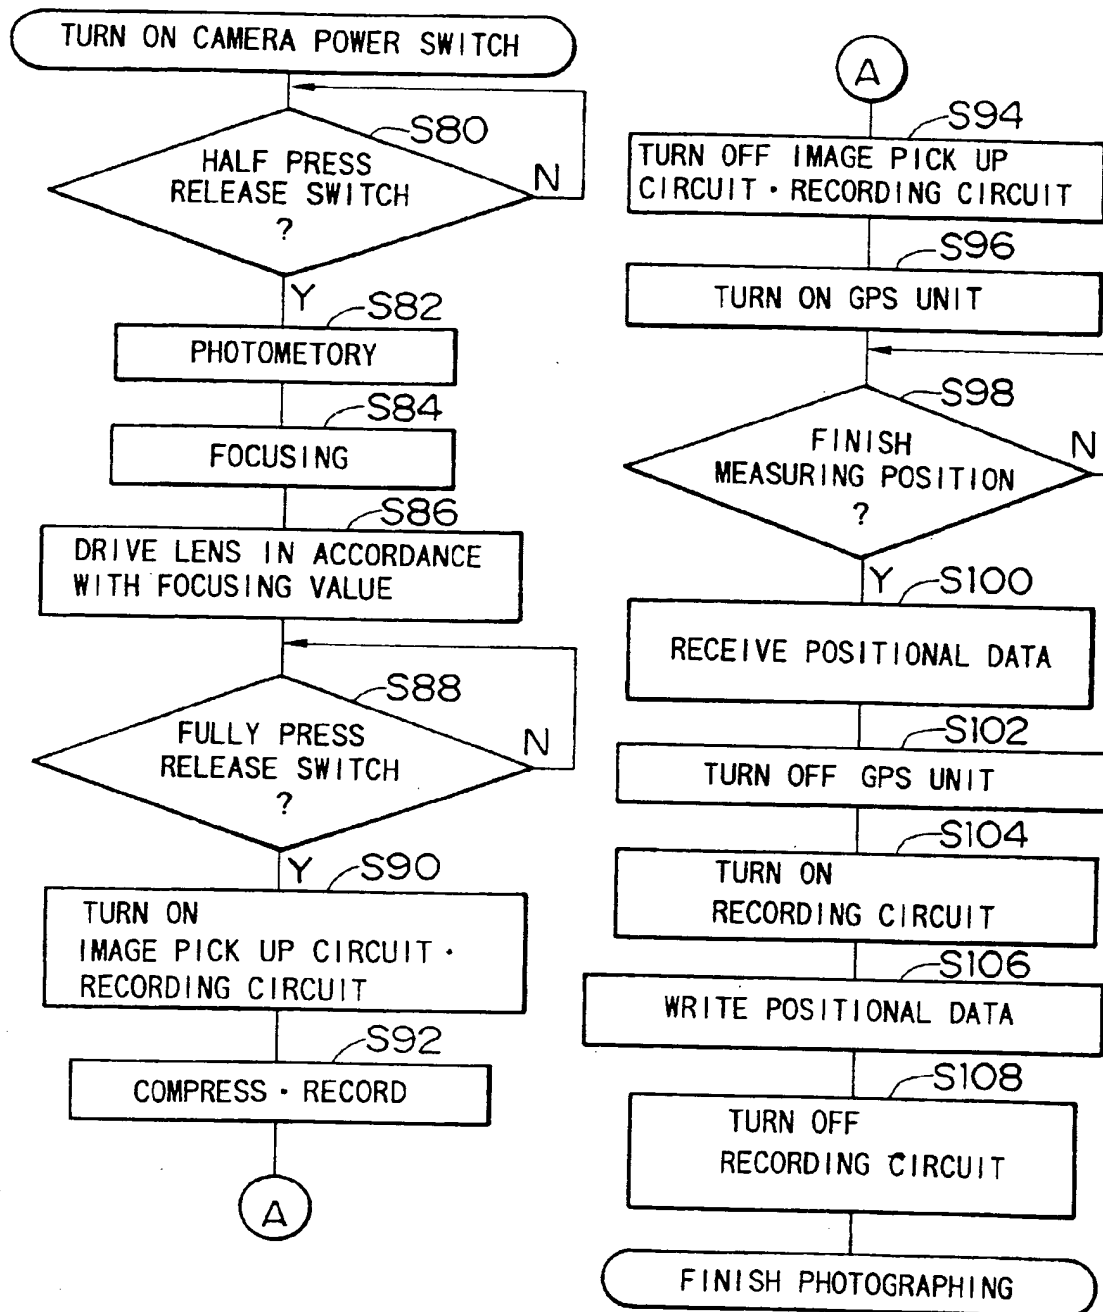 TURN ON CAMERA POWER SWITCH
S80
HALF PRESS
RELEASE SWITCH
?
N
Y
S82
PHOTOMETORY
S84
FOCUSING
S86
DRIVE LENS IN ACCORDANCE
WITH FOCUSING VALUE
S88
FULLY PRESS
RELEASE SWITCH
?
N
Y
S90
TURN ON
IMAGE PICK UP CIRCUIT ·
RECORDING CIRCUIT
S92
COMPRESS · RECORD
A
A
S94
TURN OFF IMAGE PICK UP
CIRCUIT · RECORDING CIRCUIT
S96
TURN ON GPS UNIT
S98
FINISH
MEASURING POSITION
?
N
Y
S100
RECEIVE POSITIONAL DATA
S102
TURN OFF GPS UNIT
S104
TURN ON
RECORDING CIRCUIT
S106
WRITE POSITIONAL DATA
S108
TURN OFF
RECORDING CIRCUIT
FINISH PHOTOGRAPHING